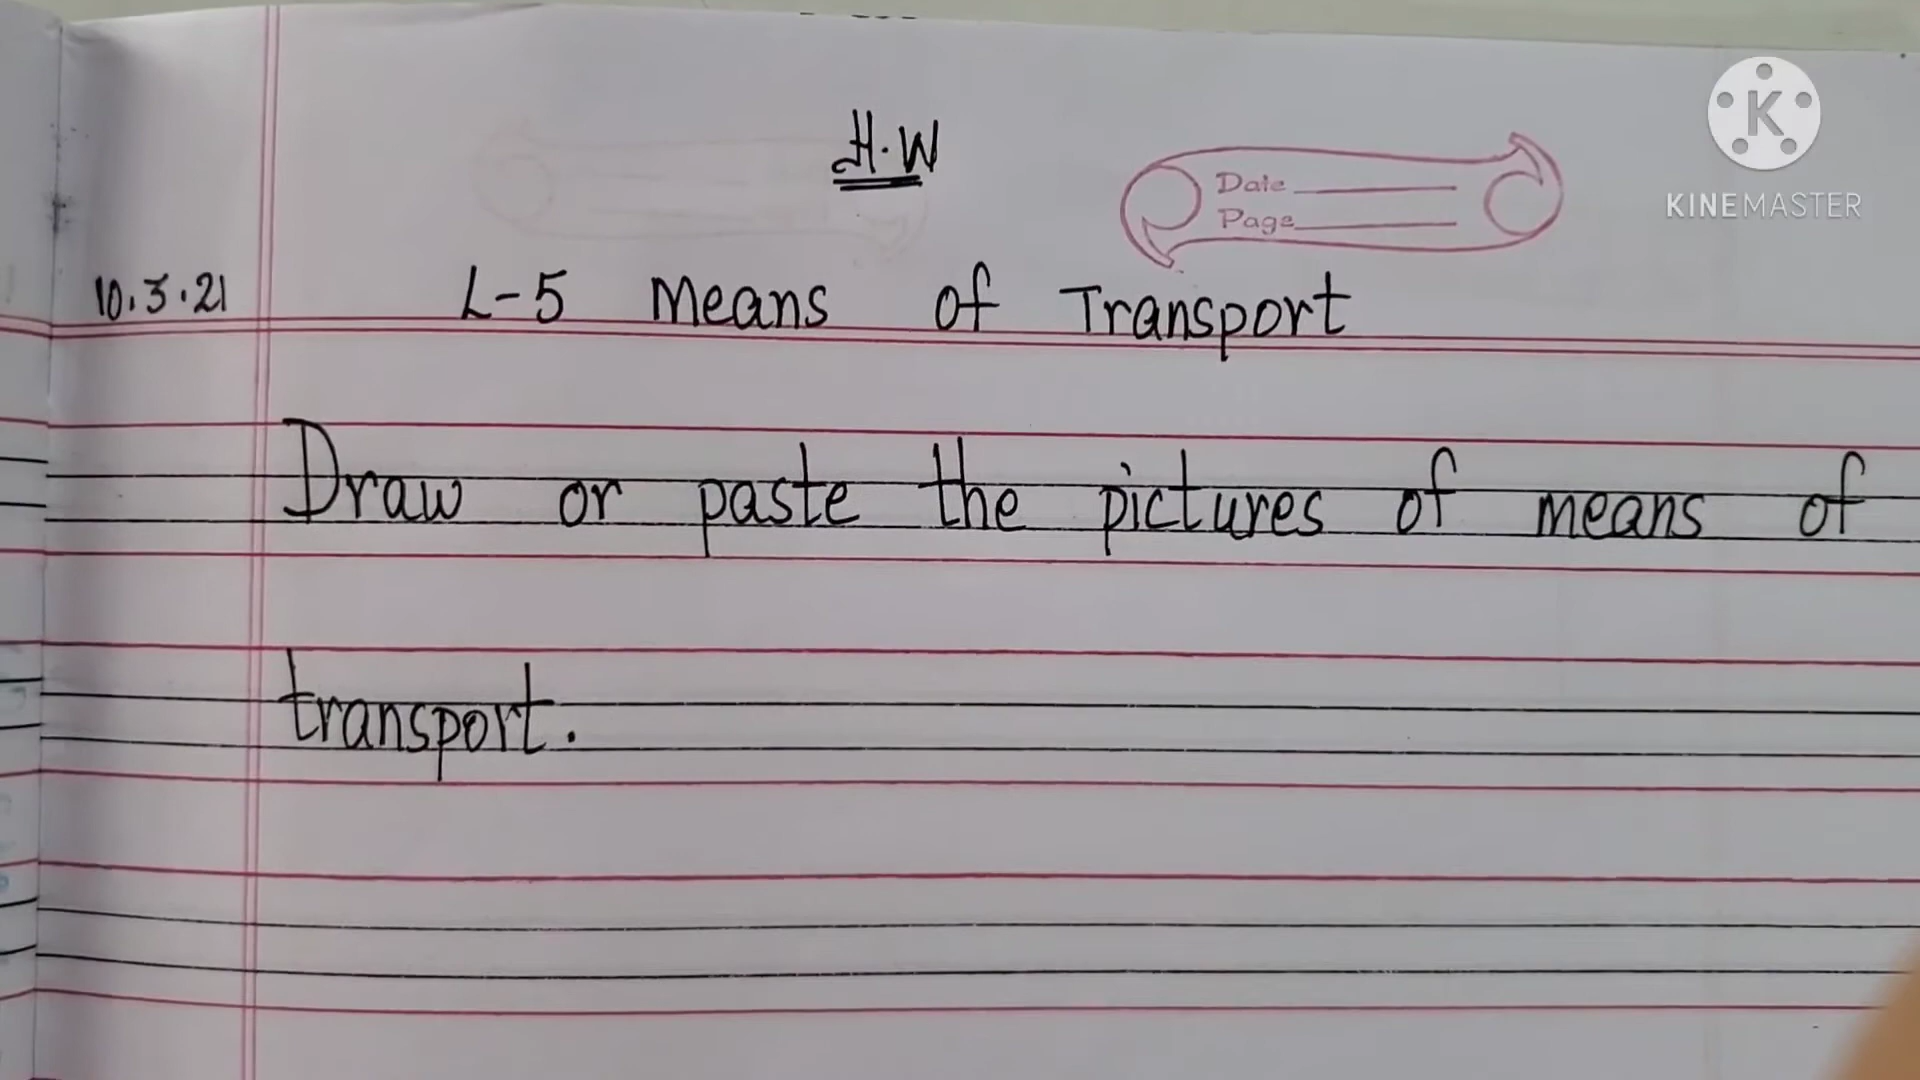 H.W
Date
Page
K
KINEMASTER
10.3.21 L-5 Means of Transport
Draw or paste the pictures of means of
transport.